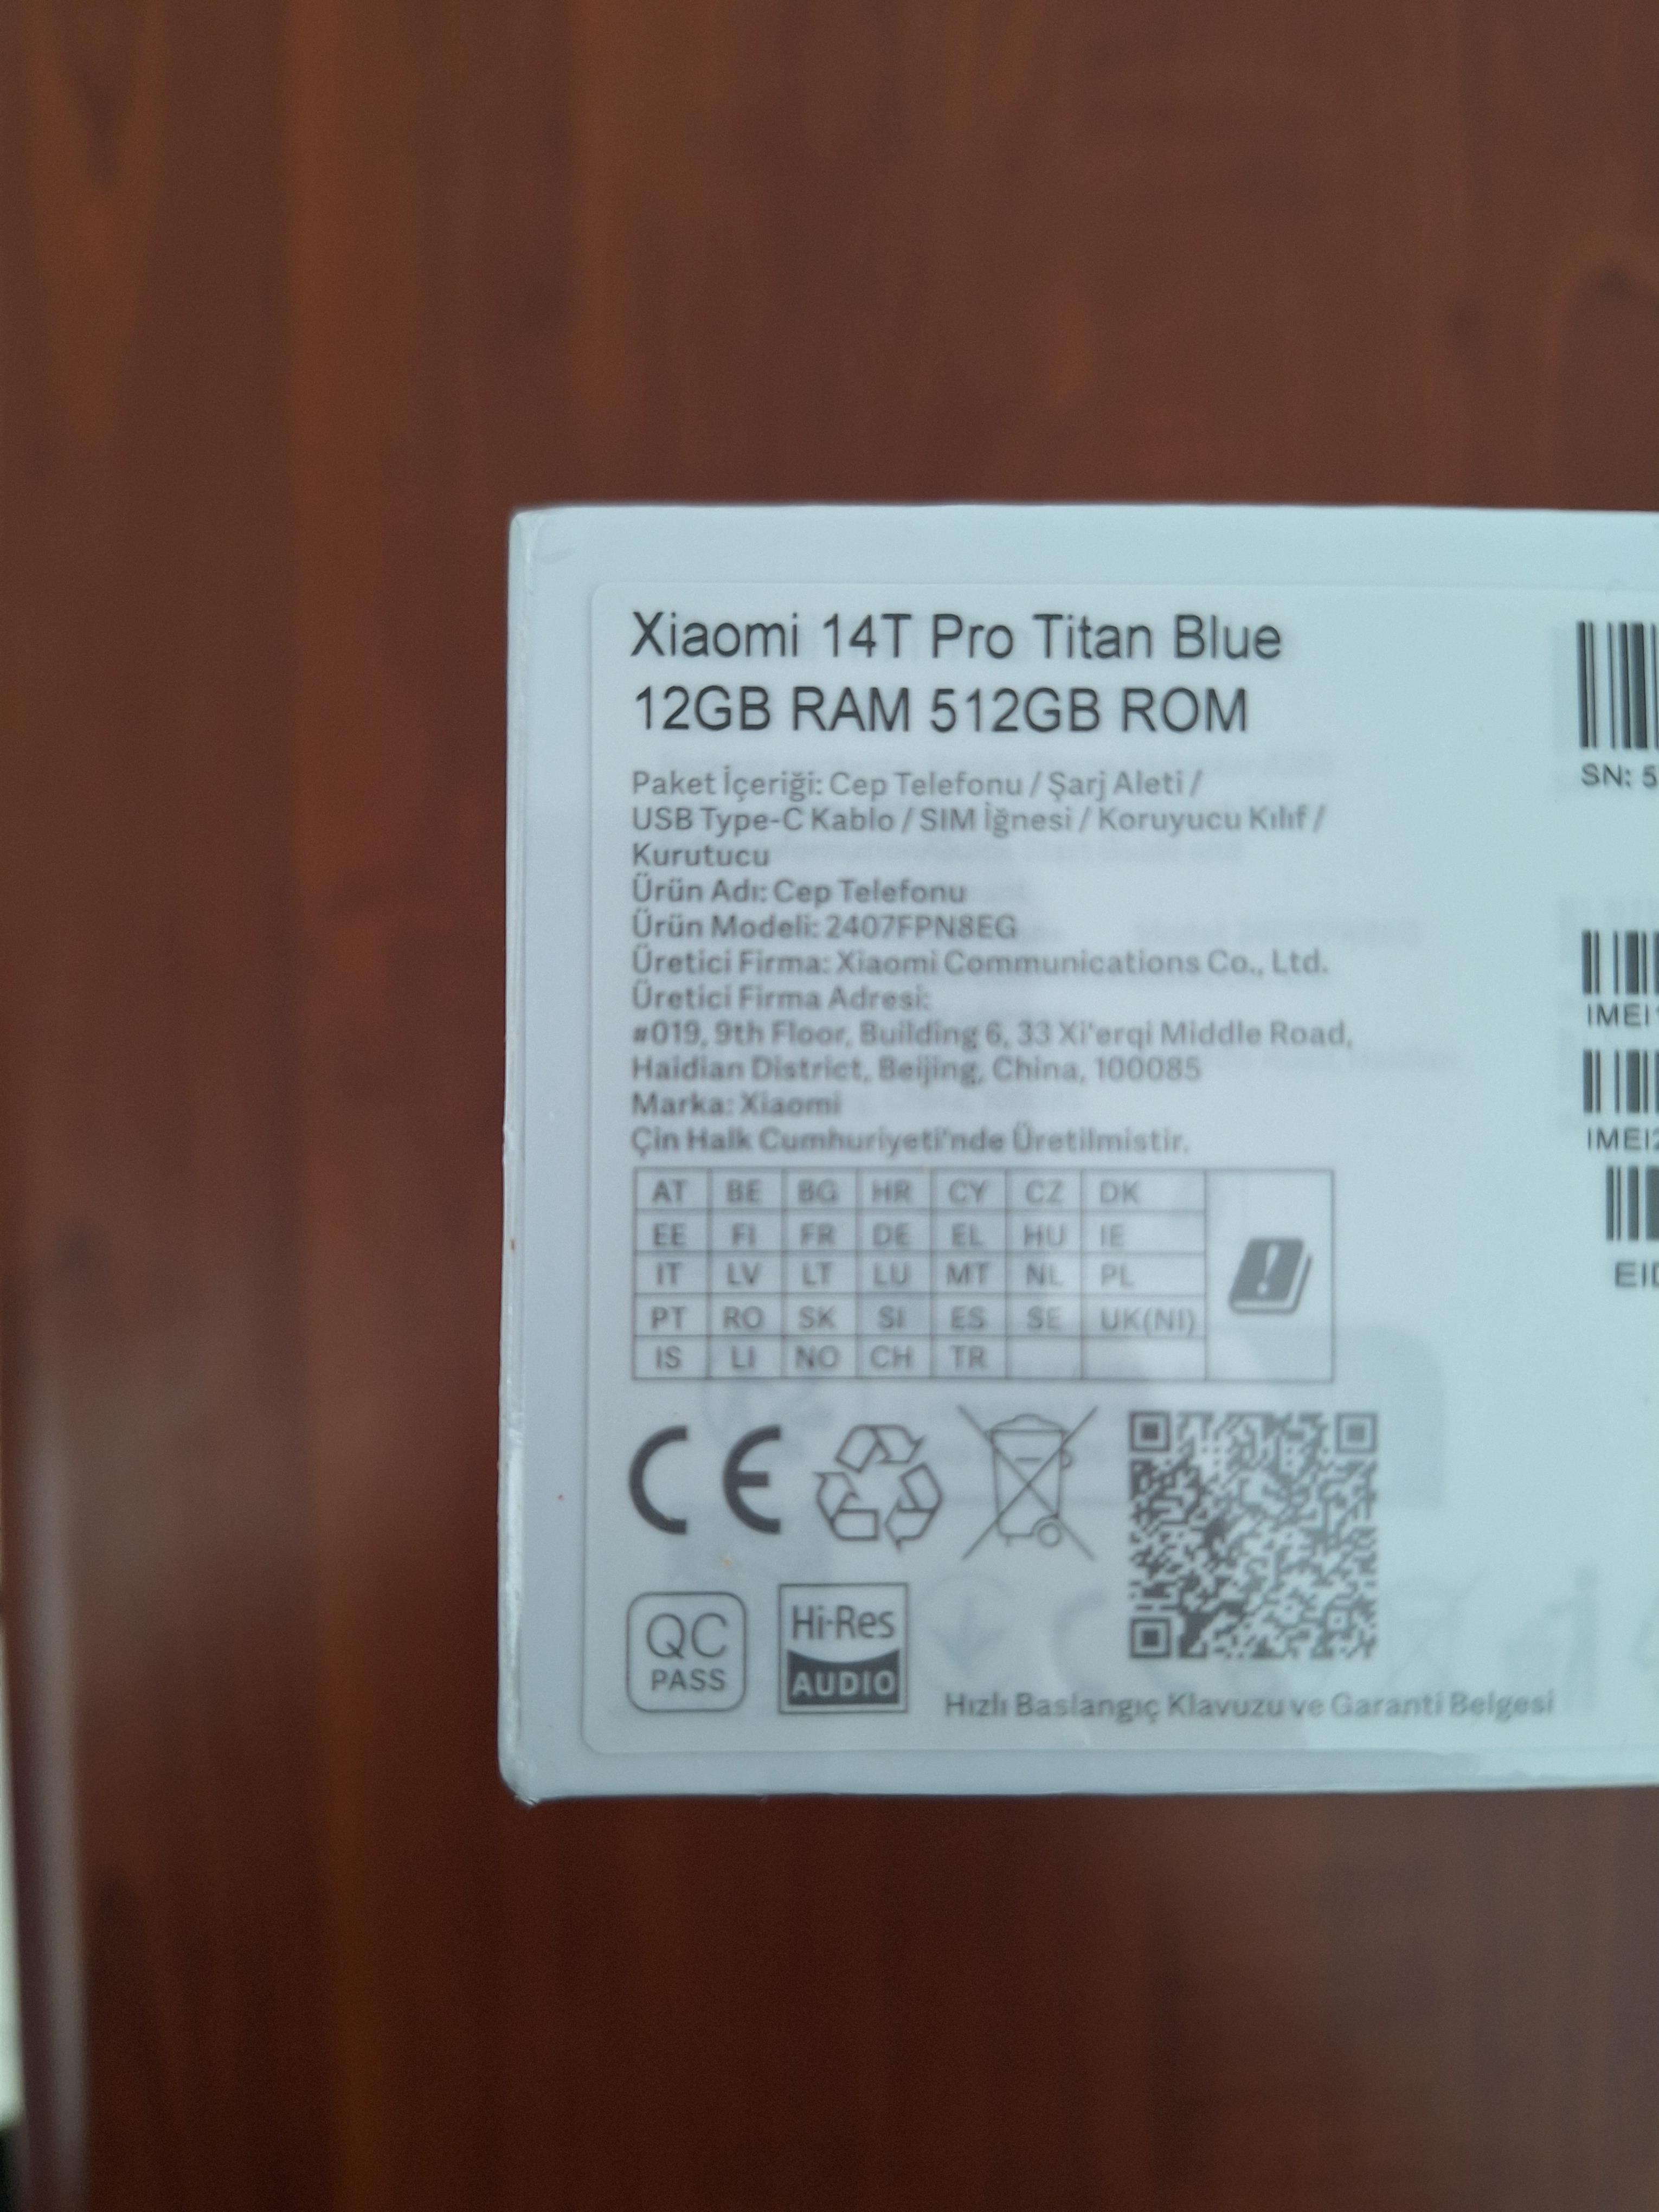 Xiaomi 14T Pro Titan Blue
12GB RAM 512GB ROM
Paket İçeriği: Cep Telefonu / Şarj Aleti /
USB Type-C Kablo / SIM İğnesi / Koruyucu Kılıf /
Kurutucu
Ürün Adı: Cep Telefonu
Ürün Modeli: 2407FPN8EG
Üretici Firma: Xiaomi Communications Co., Ltd.
Üretici Firma Adresi:
#019, 9th Floor, Building 6, 33 Xi'erqi Middle Road,
Haidian District, Beijing, China, 100085
Marka: Xiaomi
Çin Halk Cumhuriyeti'nde Üretilmistir.
AT BE BG HR CY CZ DK
EE FI FR DE EL HU IE
IT LV LT LU MT NL PL
PT RO SK SI ES SE UK(NI)
IS LI NO CH TR
CE
QC
PASS
Hi-Res
AUDIO
Hızlı Baslangıç Klavuzu ve Garanti Belgesi
SN: 5
IMEI
IMEI2
EID